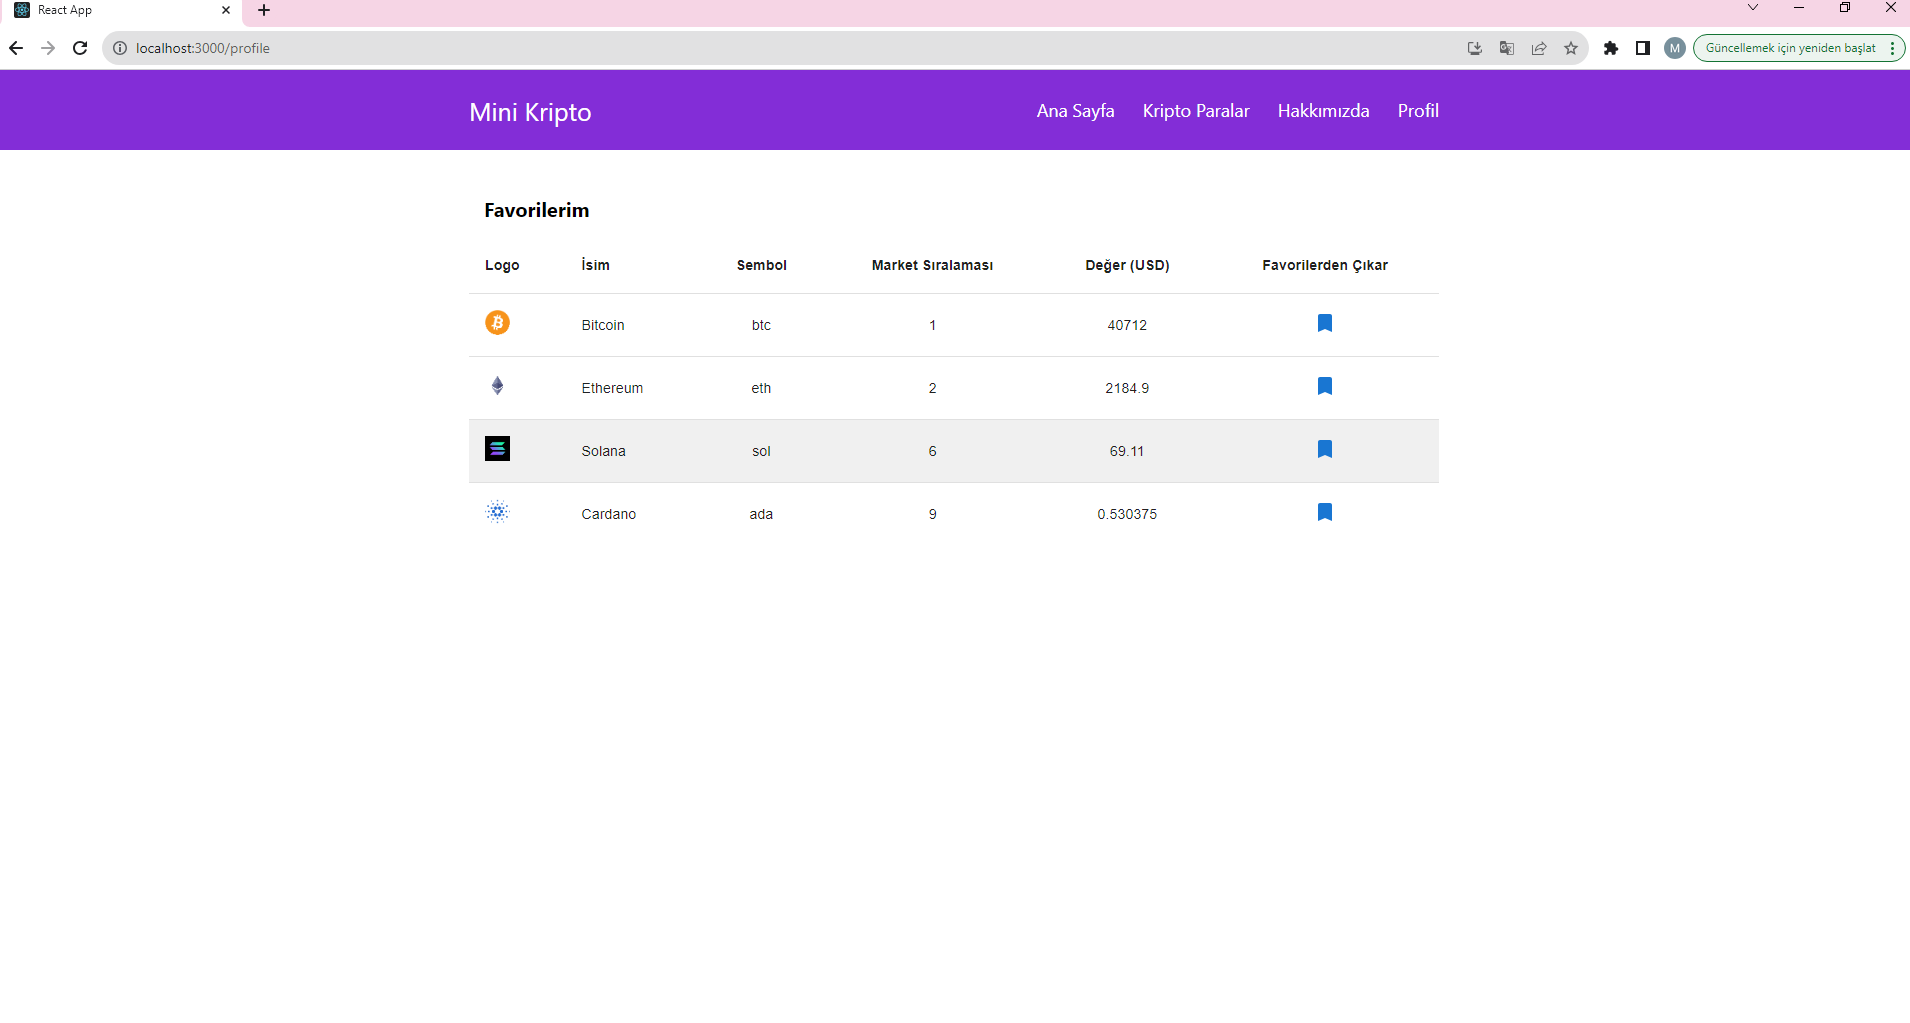 React App
localhost:3000/profile
M
Güncellemek için yeniden başlat
Mini Kripto
Ana Sayfa Kripto Paralar Hakkımızda Profil
Favorilerim
Logo İsim Sembol Market Sıralaması Değer (USD) Favorilerden Çıkar
Bitcoin btc 1 40712
Ethereum eth 2 2184.9
Solana sol 6 69.11
Cardano ada 9 0.530375